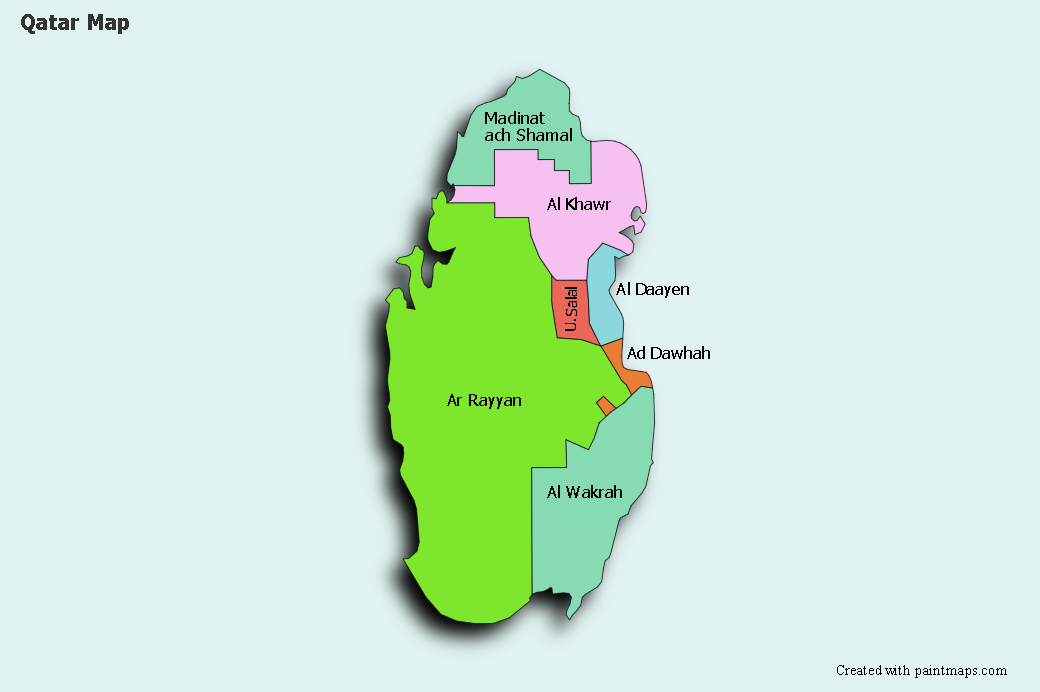 Qatar Map
Madinat
ach Shamal
Al Khawr
Al Daayen
U.Salal
Ad Dawhah
Ar Rayyan
Al Wakrah
Created with paintmaps.com